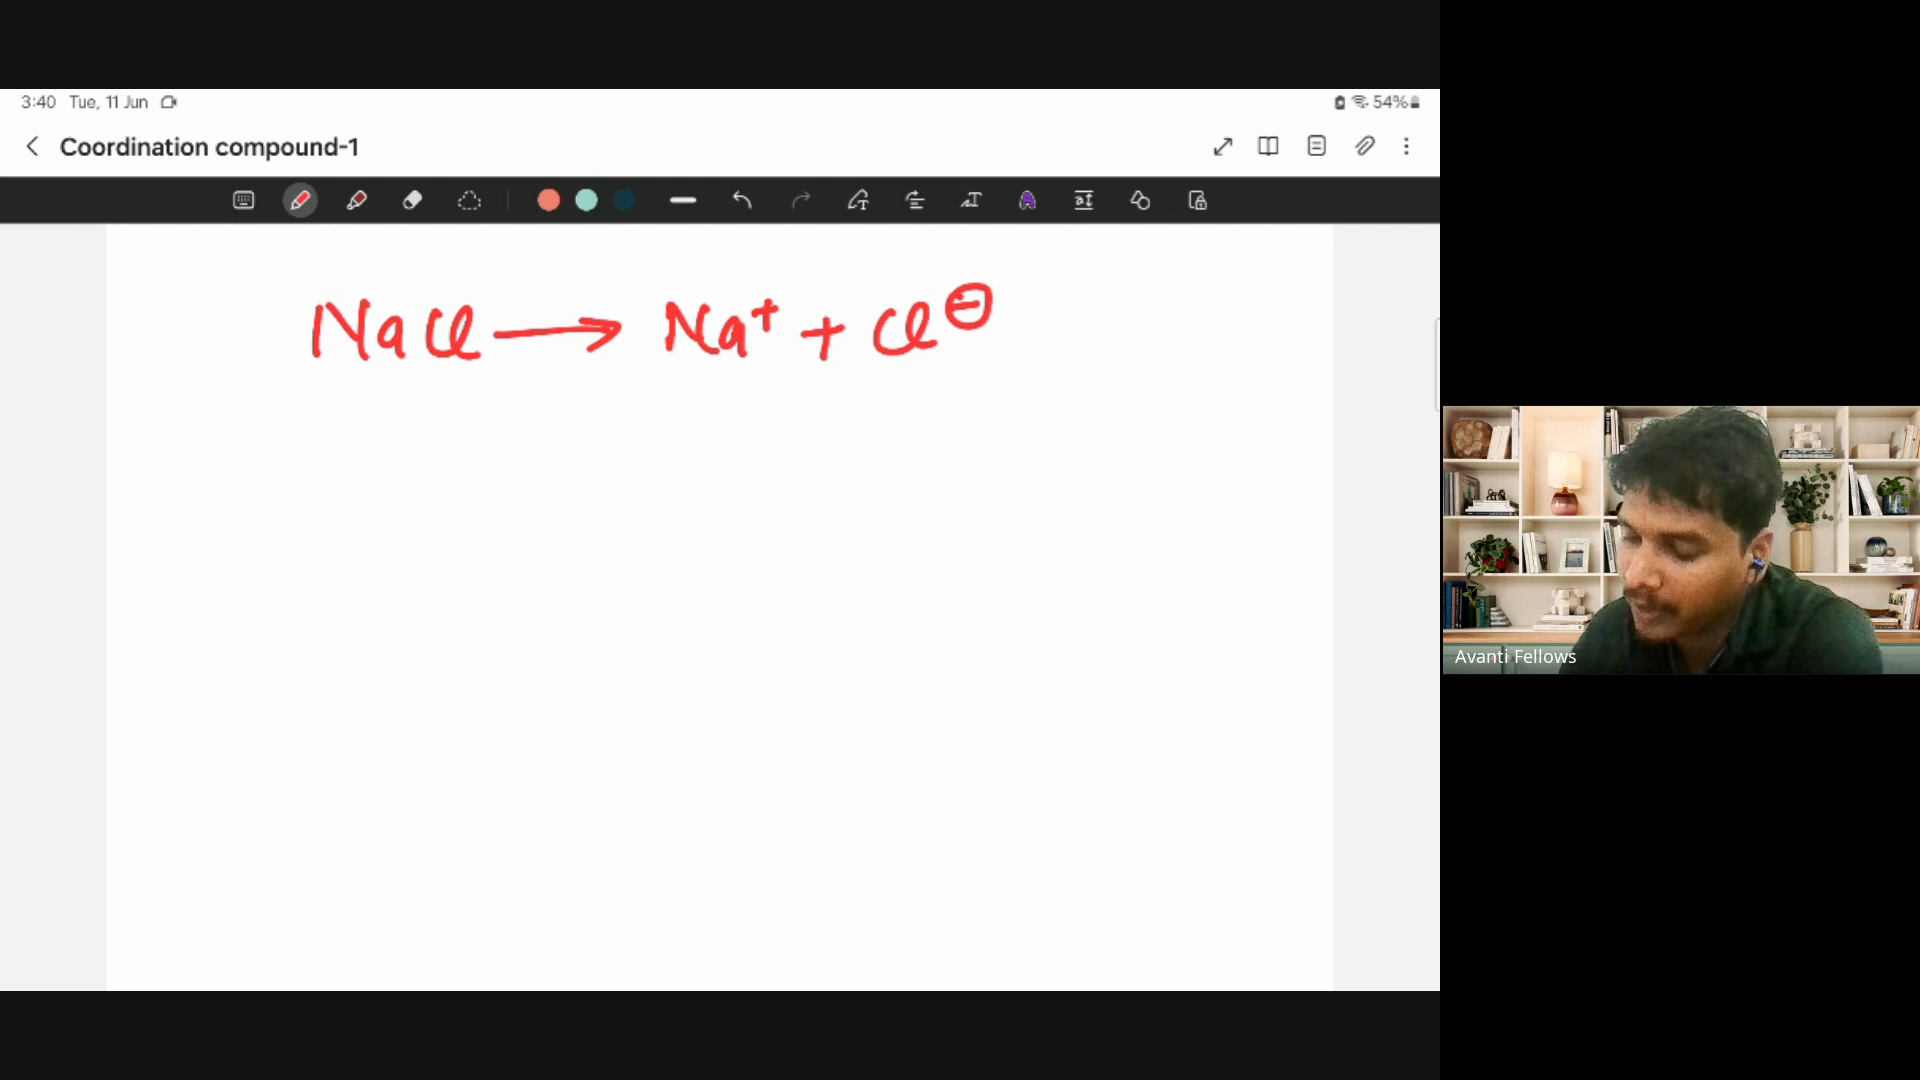 3:40 Tue, 11 Jun 54%
Coordination compound-1
NaCl → Na⁺ + Cl⊖
Avanti Fellows